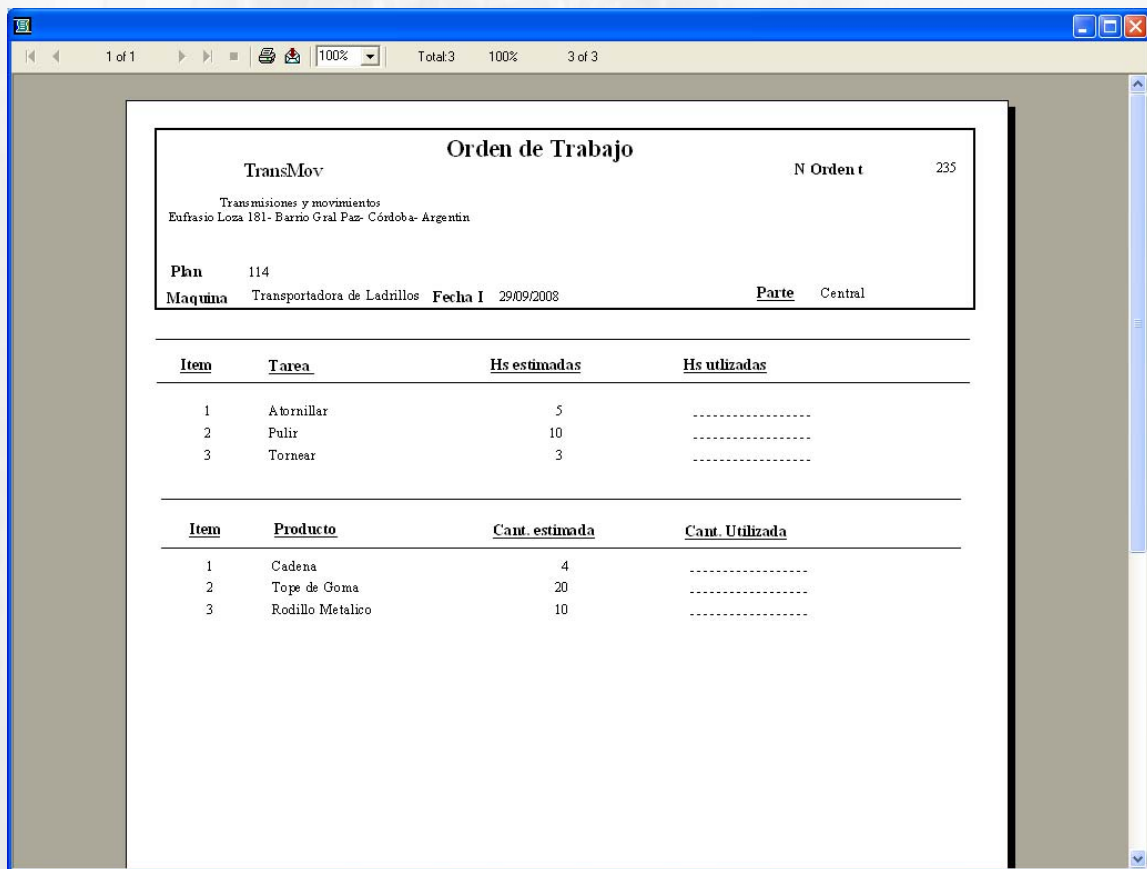 1 of 1 100% Total:3 100% 3 of 3
Orden de Trabajo
TransMov N Orden t 235
Transmisiones y movimientos
Eufrasio Loza 181- Barrio Gral Paz- Córdoba- Argentin
Plan 114
Maquina Transportadora de Ladrillos Fecha I 29/09/2008 Parte Central
Item Tarea Hs estimadas Hs utlizadas
1 Atornillar 5 ------------------
2 Pulir 10 ------------------
3 Tornear 3 ------------------
Item Producto Cant. estimada Cant. Utilizada
1 Cadena 4 ------------------
2 Tope de Goma 20 ------------------
3 Rodillo Metalico 10 ------------------